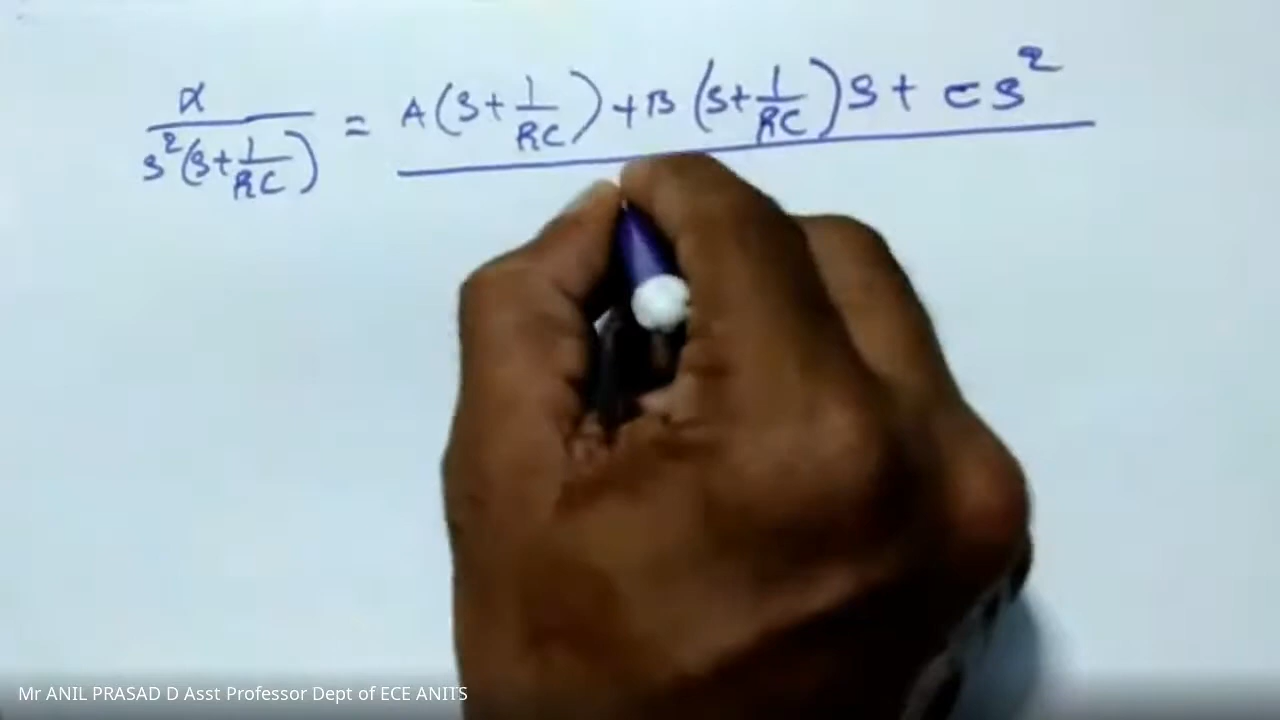 α / s²(s+1/RC) = A(s+1/RC)+B(s+1/RC)s+cs²
Mr ANIL PRASAD D Asst Professor Dept of ECE ANITS